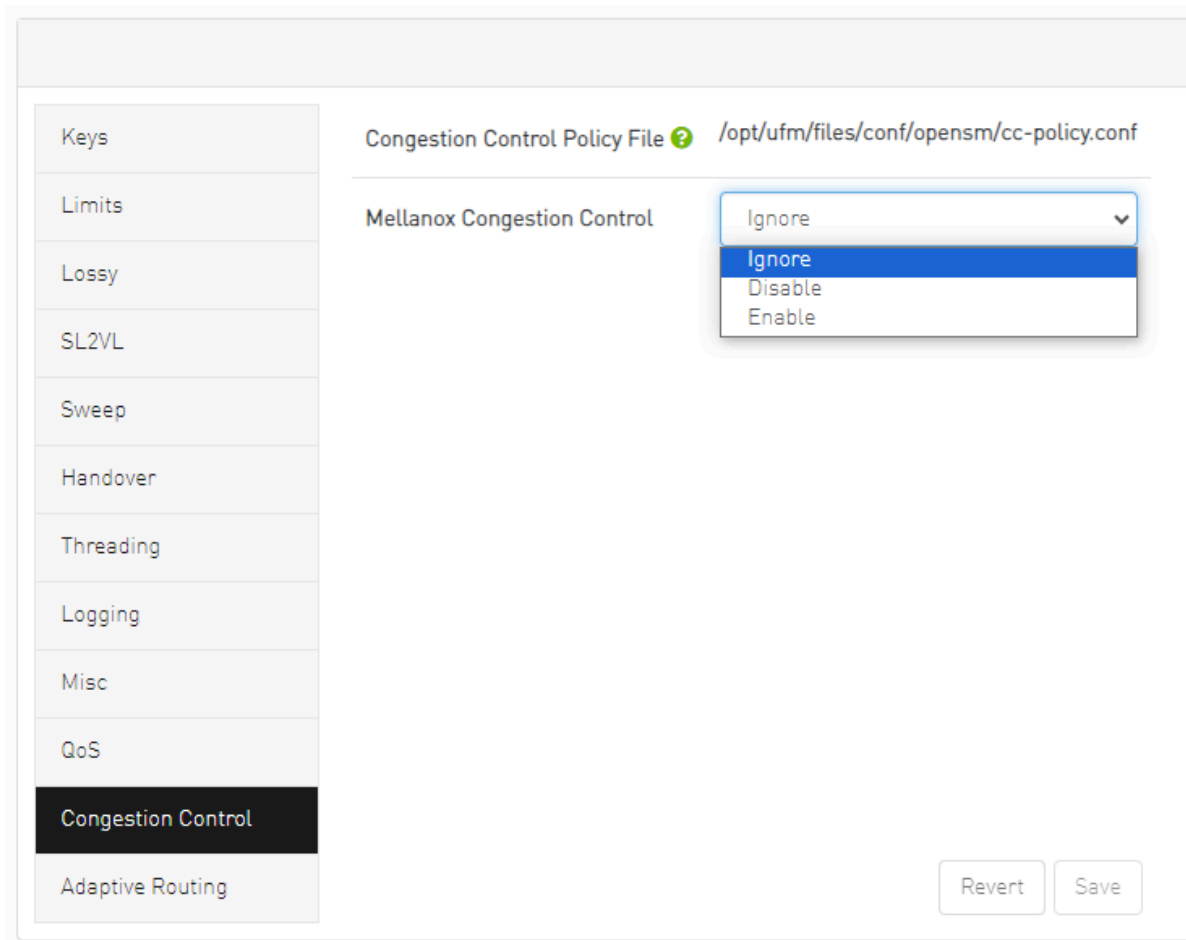 Keys
Limits
Lossy
SL2VL
Sweep
Handover
Threading
Logging
Misc
QoS
Congestion Control
Adaptive Routing
Congestion Control Policy File ?
/opt/ufm/files/conf/opensm/cc-policy.conf
Mellanox Congestion Control
Ignore
Ignore
Disable
Enable
Revert
Save